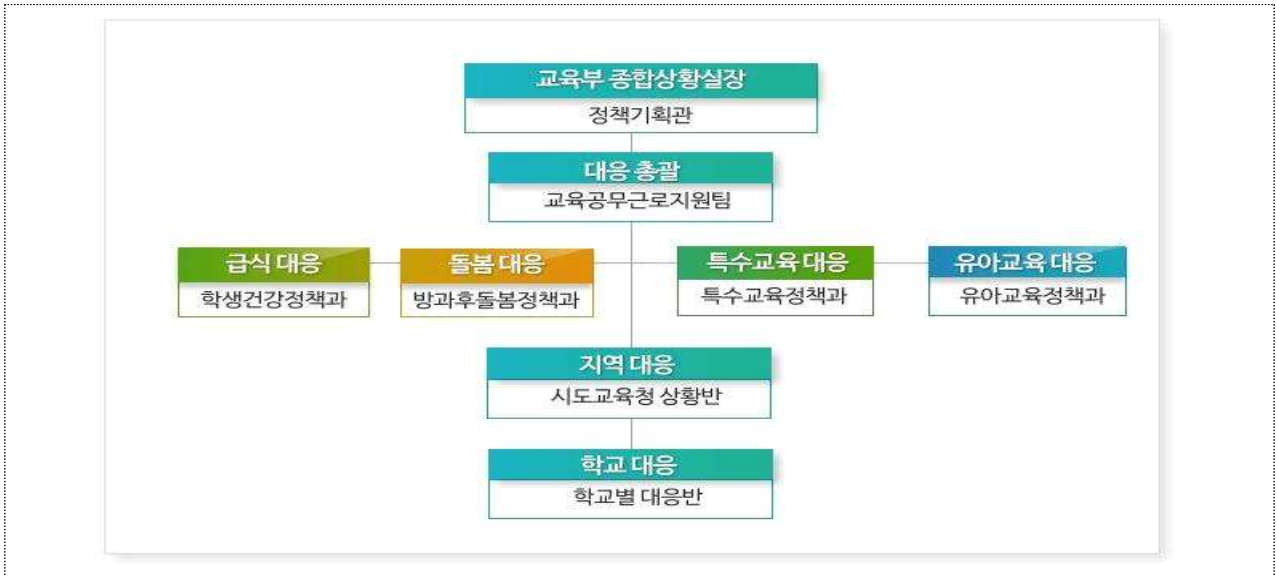 교육부 종합상황실장
정책기획관
대응 총괄
교육공무근로지원팀
급식 대응
학생건강정책과
돌봄 대응
방과후돌봄정책과
특수교육 대응
특수교육정책과
유아교육 대응
유아교육정책과
지역 대응
시도교육청 상황반
학교 대응
학교별 대응반